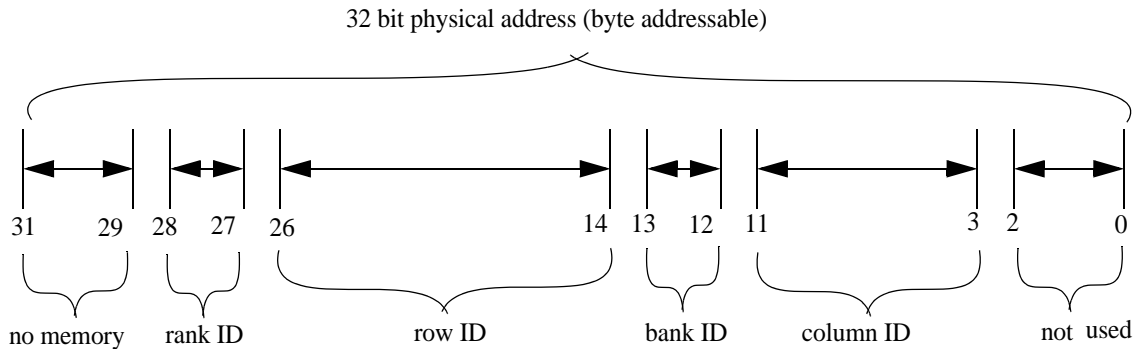 32 bit physical address (byte addressable)
31 29 28 27 26 14 13 12 11 3 2 0
no memory rank ID row ID bank ID column ID not used